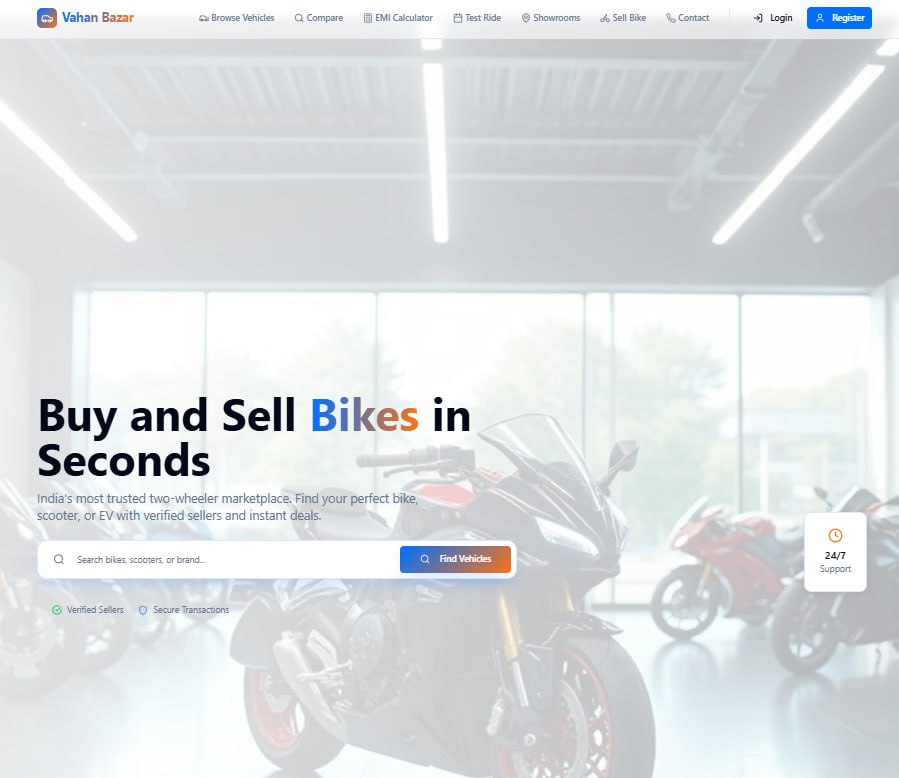 Vahan Bazar
Browse Vehicles
Compare
EMI Calculator
Test Ride
Showrooms
Sell Bike
Contact
Login
Register
Buy and Sell Bikes in
Seconds
India's most trusted two-wheeler marketplace. Find your perfect bike,
scooter, or EV with verified sellers and instant deals.
Search bikes, scooters, or brand...
Find Vehicles
24/7
Support
Verified Sellers
Secure Transactions